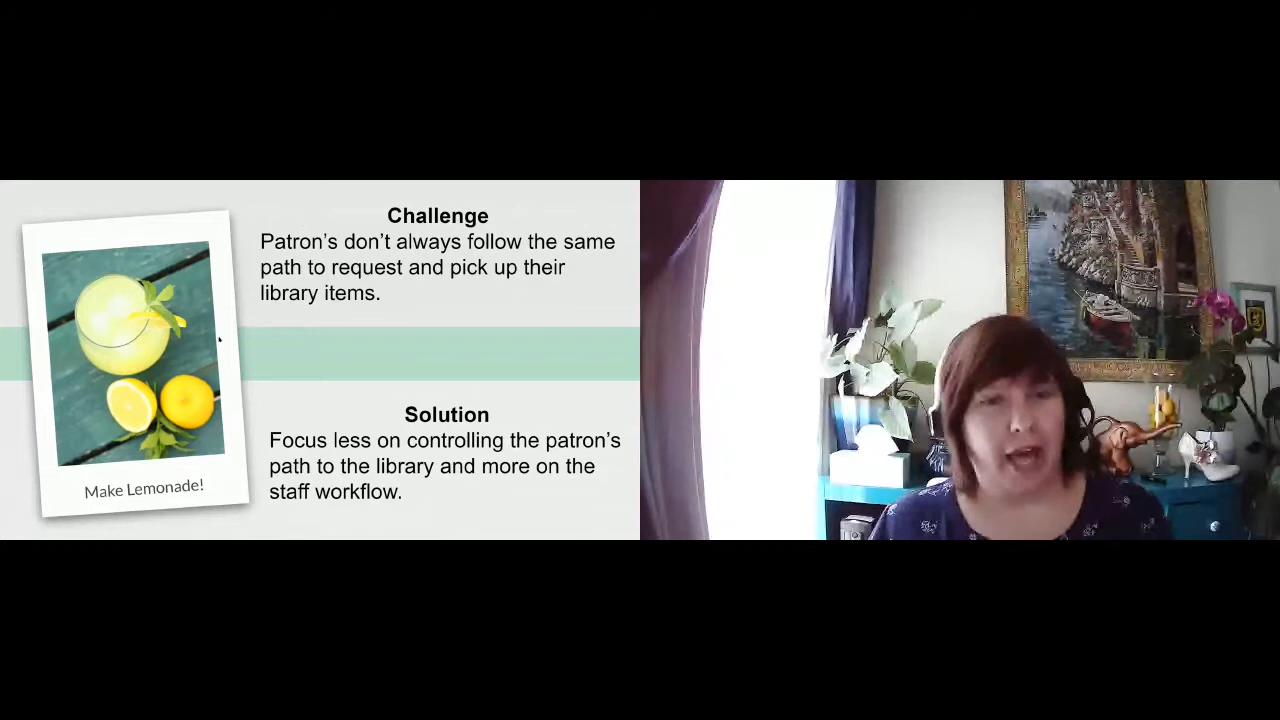 Challenge
Patron's don't always follow the same
path to request and pick up their
library items.
Solution
Focus less on controlling the patron's
path to the library and more on the
staff workflow.
Make Lemonade!